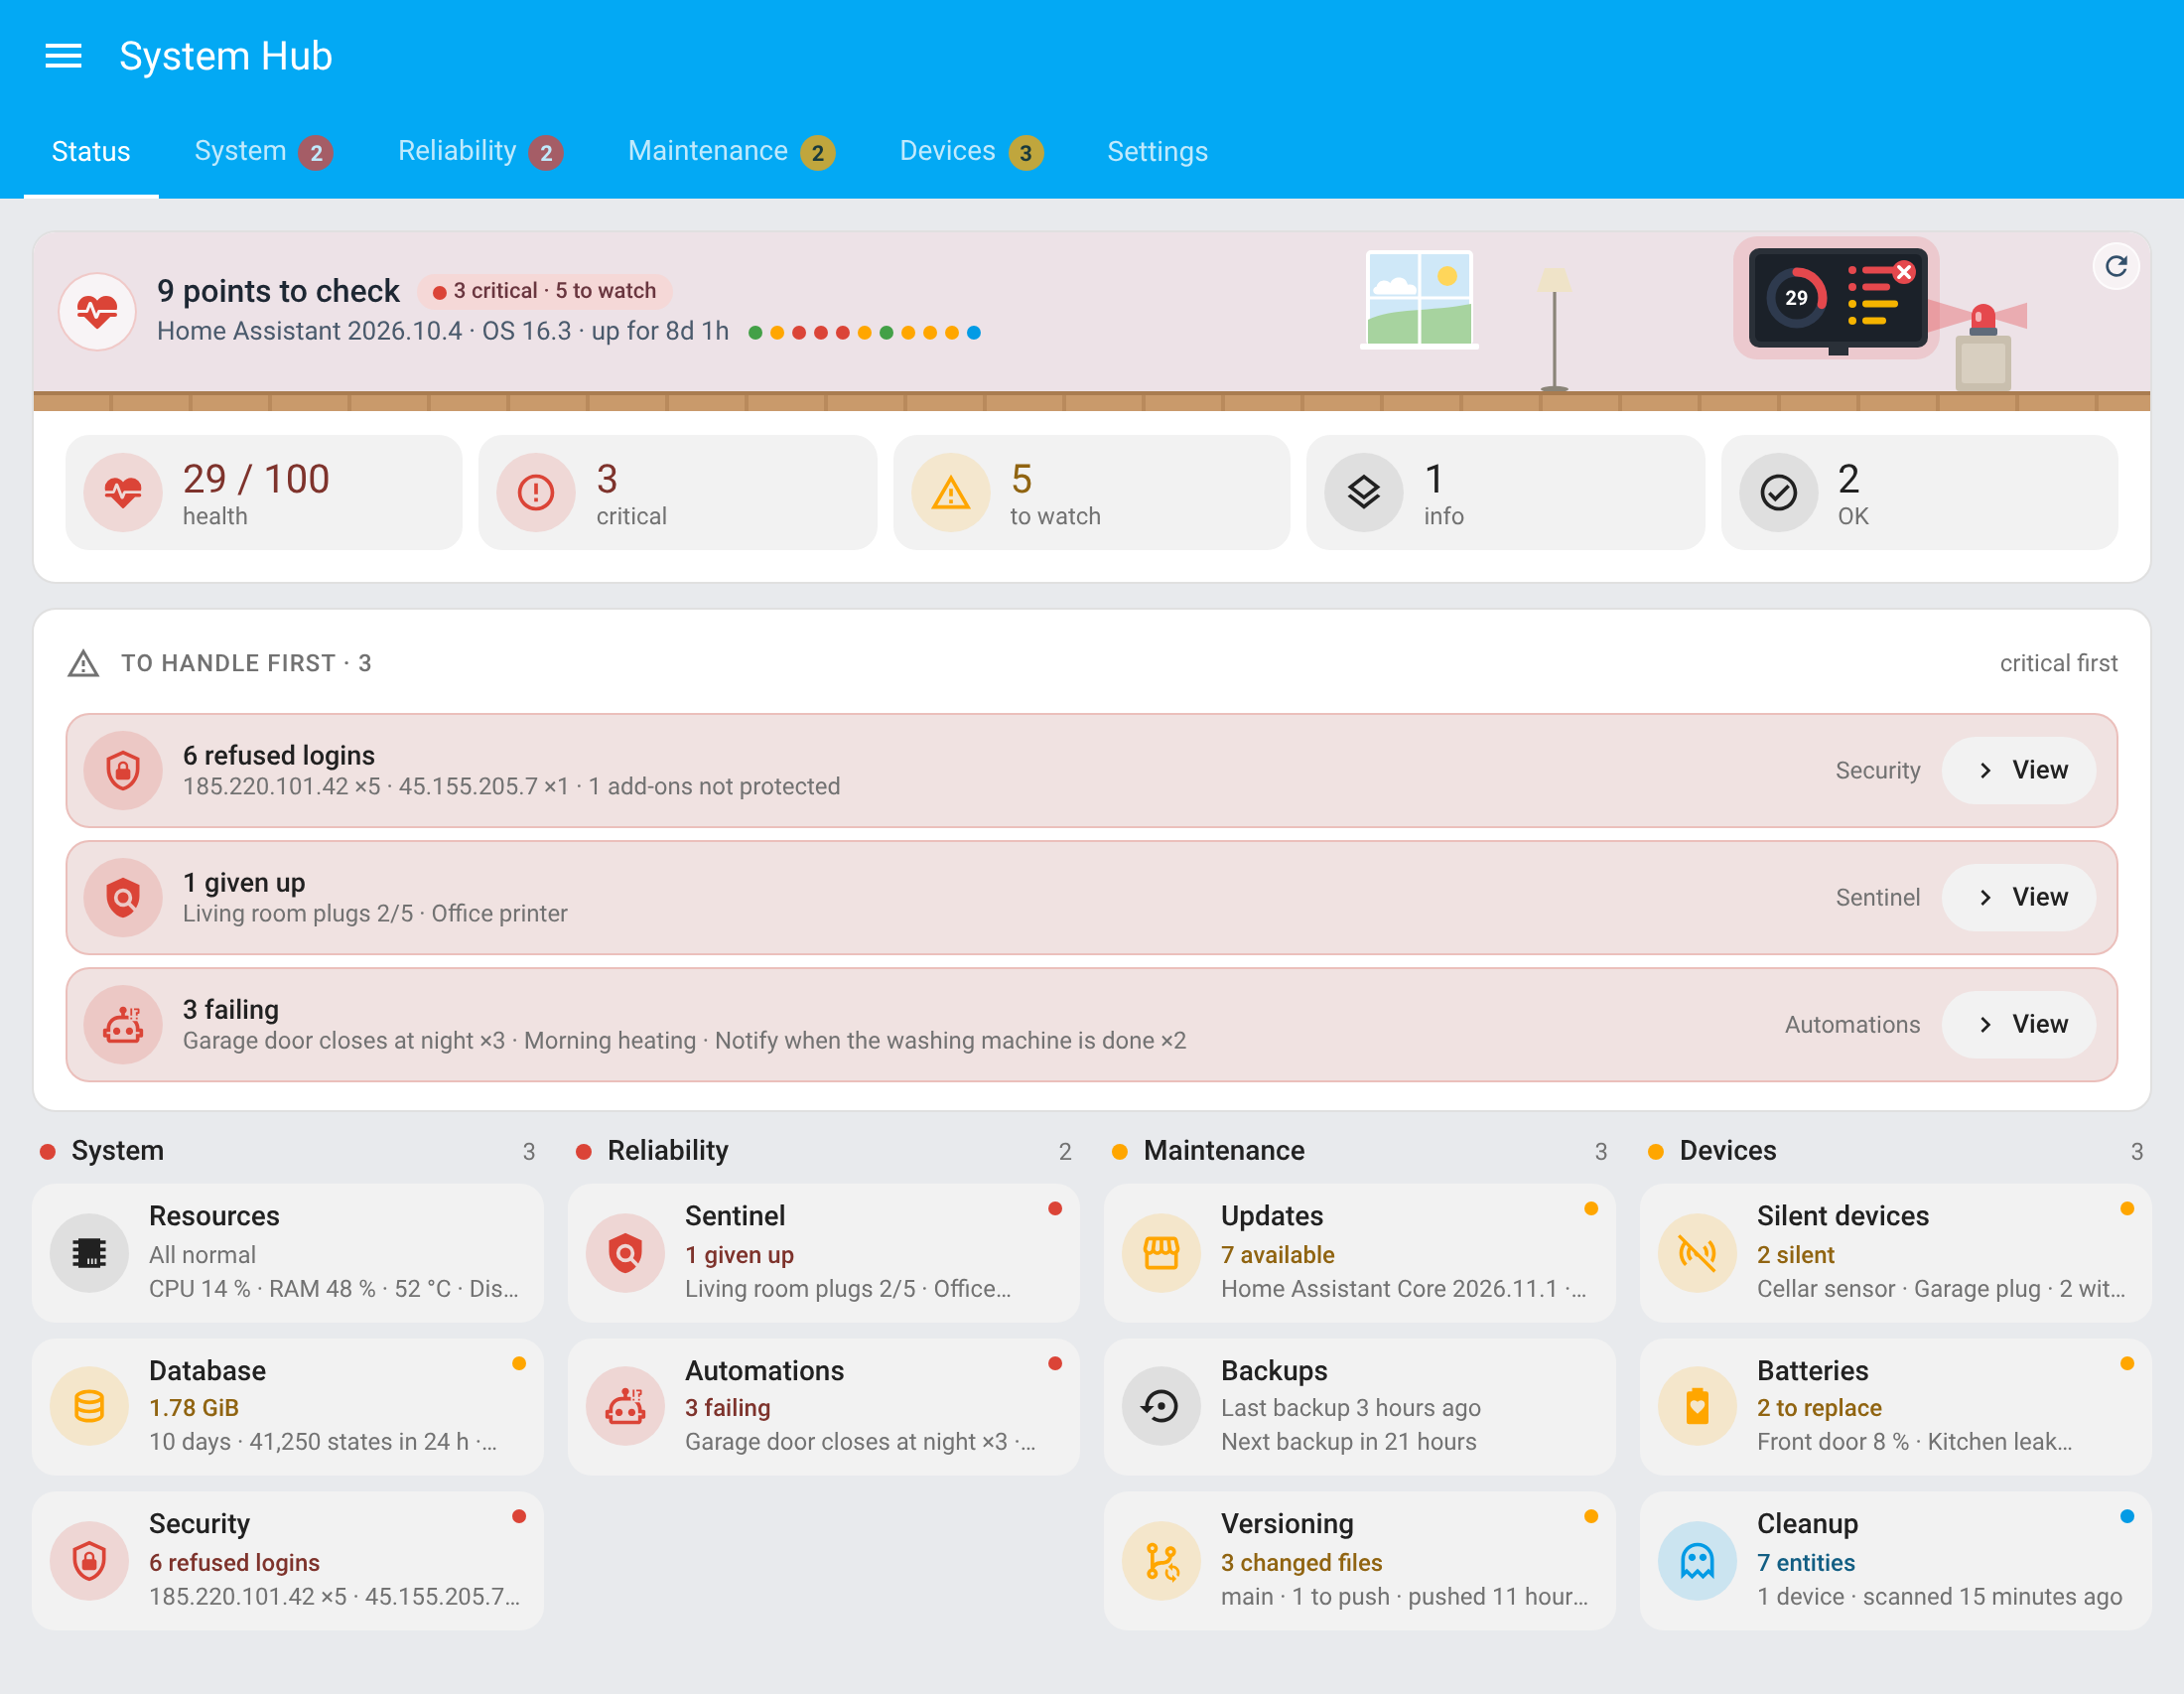 System Hub
Status
System 2
Reliability 2
Maintenance 2
Devices 3
Settings
9 points to check
3 critical · 5 to watch
Home Assistant 2026.10.4 · OS 16.3 · up for 8d 1h
29
29 / 100
health
3
critical
5
to watch
1
info
2
OK
TO HANDLE FIRST · 3
critical first
6 refused logins
185.220.101.42 ×5 · 45.155.205.7 ×1 · 1 add-ons not protected
Security
View
1 given up
Living room plugs 2/5 · Office printer
Sentinel
View
3 failing
Garage door closes at night ×3 · Morning heating · Notify when the washing machine is done ×2
Automations
View
System 3
Resources
All normal
CPU 14 % · RAM 48 % · 52 °C · Dis...
Database
1.78 GiB
10 days · 41,250 states in 24 h ·...
Security
6 refused logins
185.220.101.42 ×5 · 45.155.205.7...
Reliability 2
Sentinel
1 given up
Living room plugs 2/5 · Office...
Automations
3 failing
Garage door closes at night ×3 ·...
Maintenance 3
Updates
7 available
Home Assistant Core 2026.11.1 ·...
Backups
Last backup 3 hours ago
Next backup in 21 hours
Versioning
3 changed files
main · 1 to push · pushed 11 hour...
Devices 3
Silent devices
2 silent
Cellar sensor · Garage plug · 2 wit...
Batteries
2 to replace
Front door 8 % · Kitchen leak...
Cleanup
7 entities
1 device · scanned 15 minutes ago